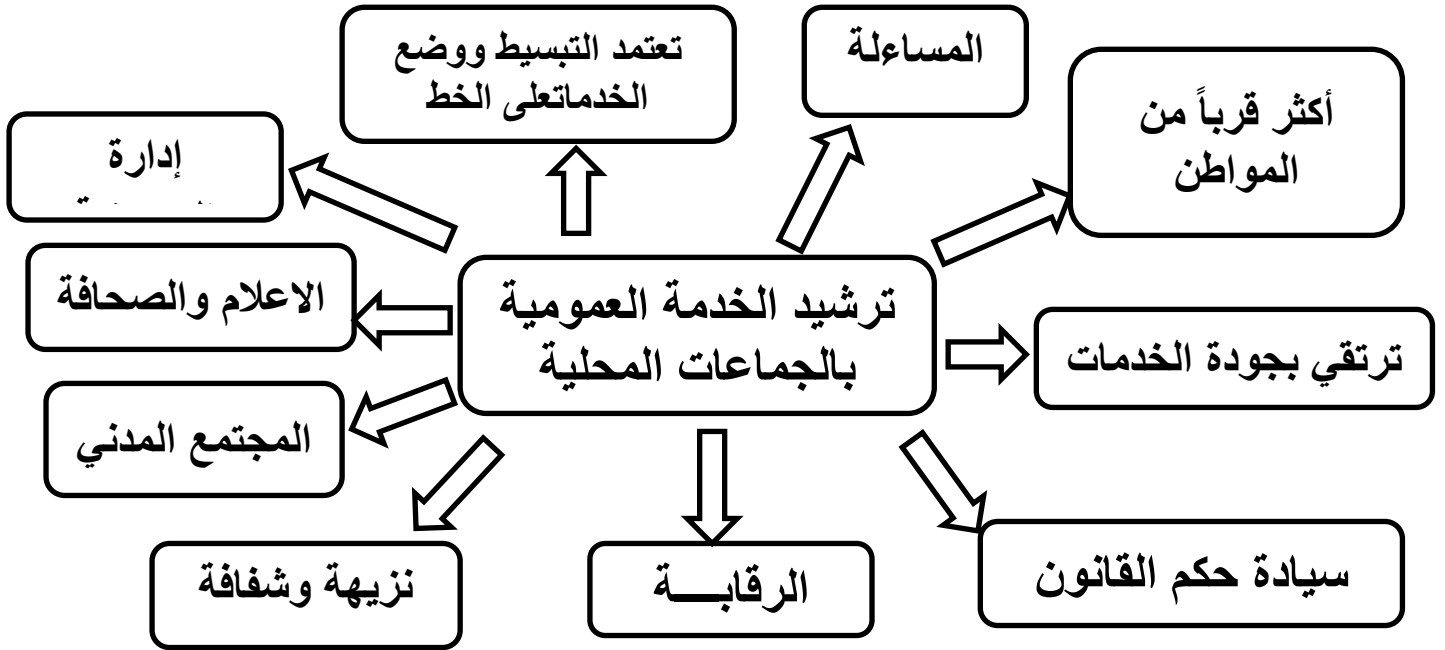 المساءلة
تعتمد التبسيط ووضع
الخدماتعلى الخط
أكثر قرباً من
المواطن
إدارة
ترشيد الخدمة العمومية
بالجماعات المحلية
الاعلام والصحافة
ترتقي بجودة الخدمات
المجتمع المدني
سيادة حكم القانون
الرقابـــة
نزيهة وشفافة